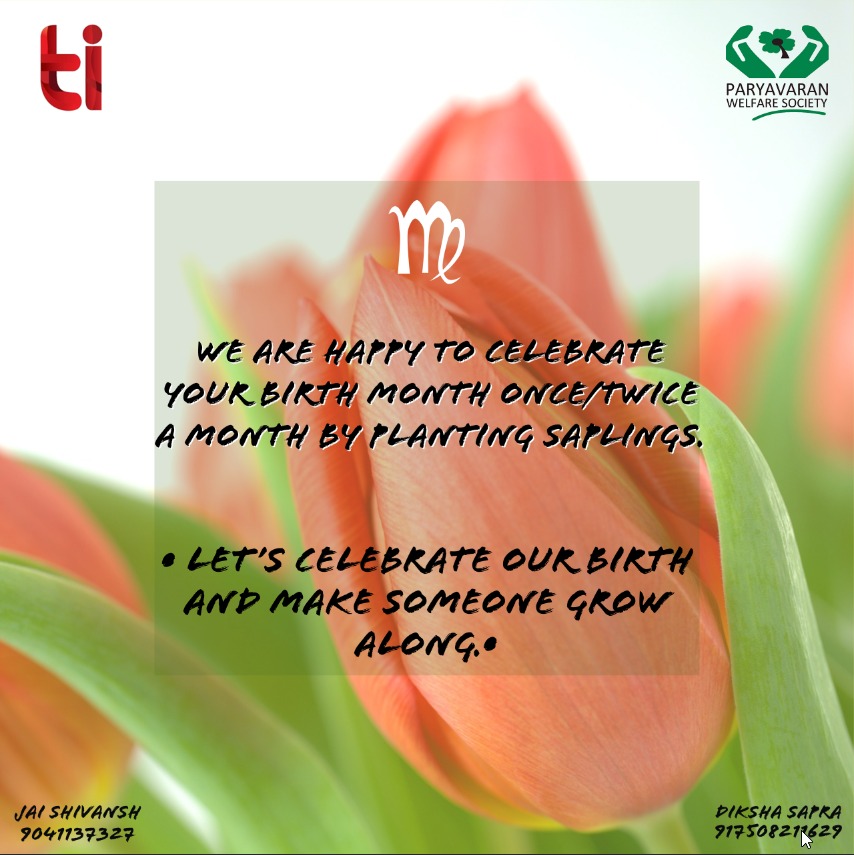 ti
PARYAVARAN
WELFARE SOCIETY
WE ARE HAPPY TO CELEBRATE
YOUR BIRTH MONTH ONCE/TWICE
A MONTH BY PLANTING SAPLINGS.
• LET'S CELEBRATE OUR BIRTH
AND MAKE SOMEONE GROW
ALONG.•
JAI SHIVANSH
9041137327
DIKSHA SAPRA